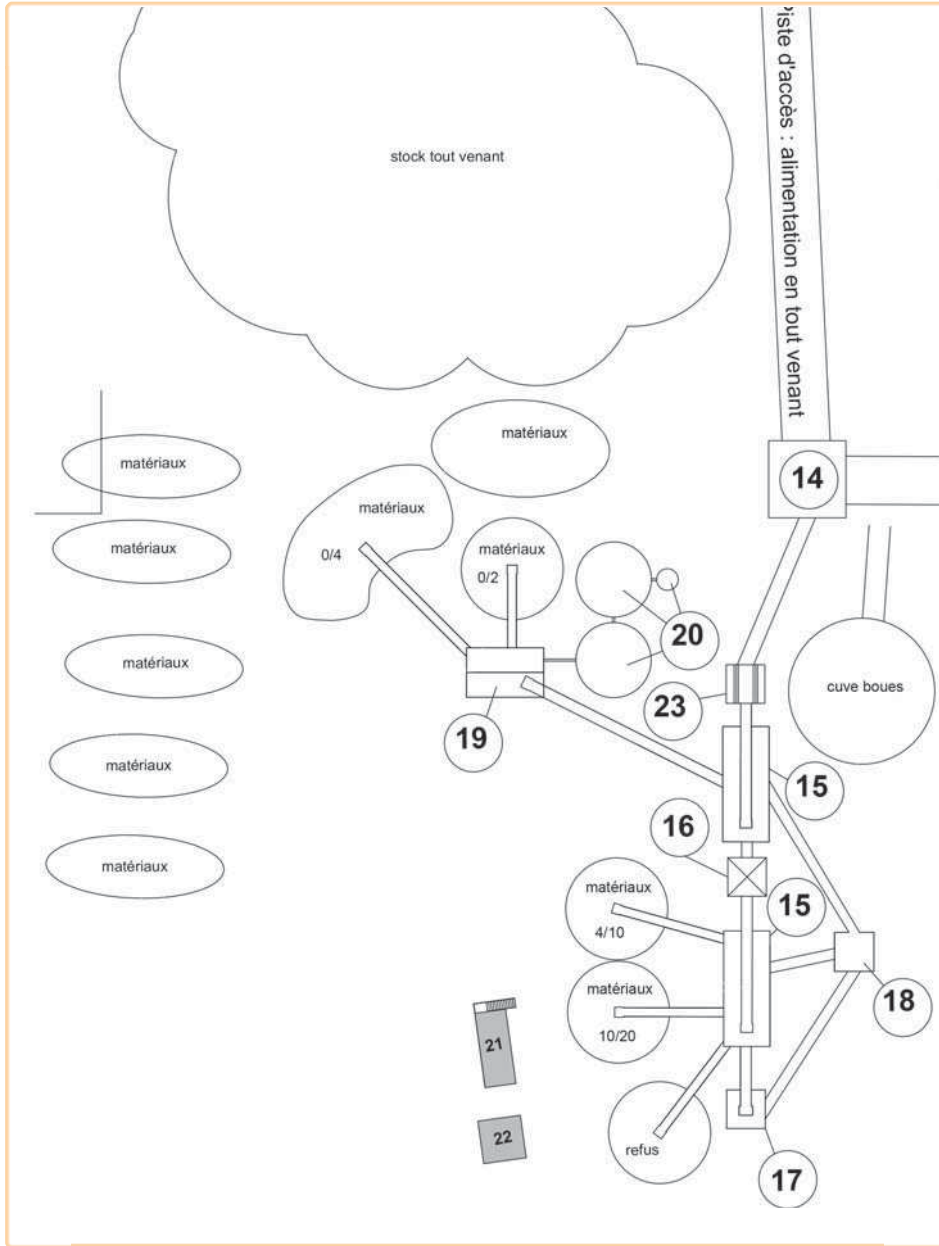 Piste d'accès : alimentation en tout venant
stock tout venant
matériaux
14
matériaux
matériaux
0/4
matériaux
0/2
matériaux
20
matériaux
23
cuve boues
19
15
matériaux
16
matériaux
matériaux
4/10
15
matériaux
10/20
18
21
22
refus
17